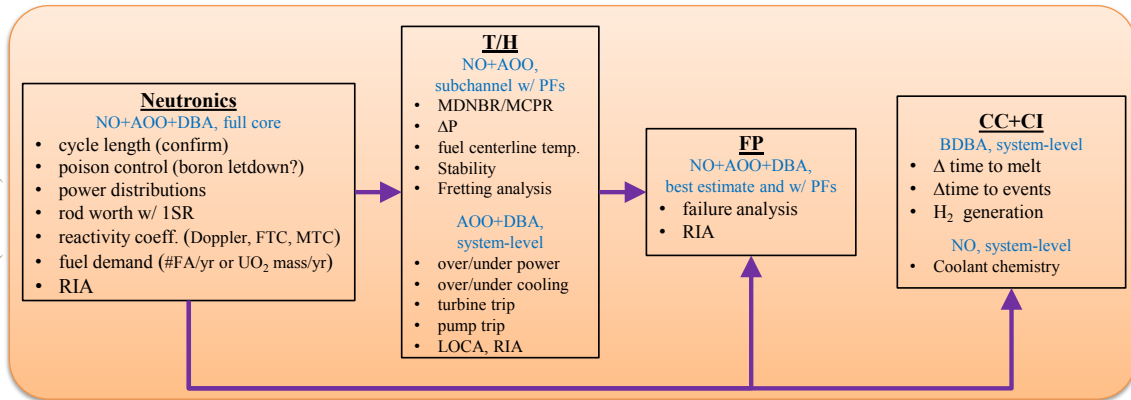 Neutronics
NO+AOO+DBA, full core
• cycle length (confirm)
• poison control (boron letdown?)
• power distributions
• rod worth w/ 1SR
• reactivity coeff. (Doppler, FTC, MTC)
• fuel demand (#FA/yr or UO₂ mass/yr)
• RIA
T/H
NO+AOO,
subchannel w/ PFs
• MDNBR/MCPR
• ΔP
• fuel centerline temp.
• Stability
• Fretting analysis
AOO+DBA,
system-level
• over/under power
• over/under cooling
• turbine trip
• pump trip
• LOCA, RIA
FP
NO+AOO+DBA,
best estimate and w/ PFs
• failure analysis
• RIA
CC+CI
BDBA, system-level
• Δ time to melt
• Δtime to events
• H₂ generation
NO, system-level
• Coolant chemistry